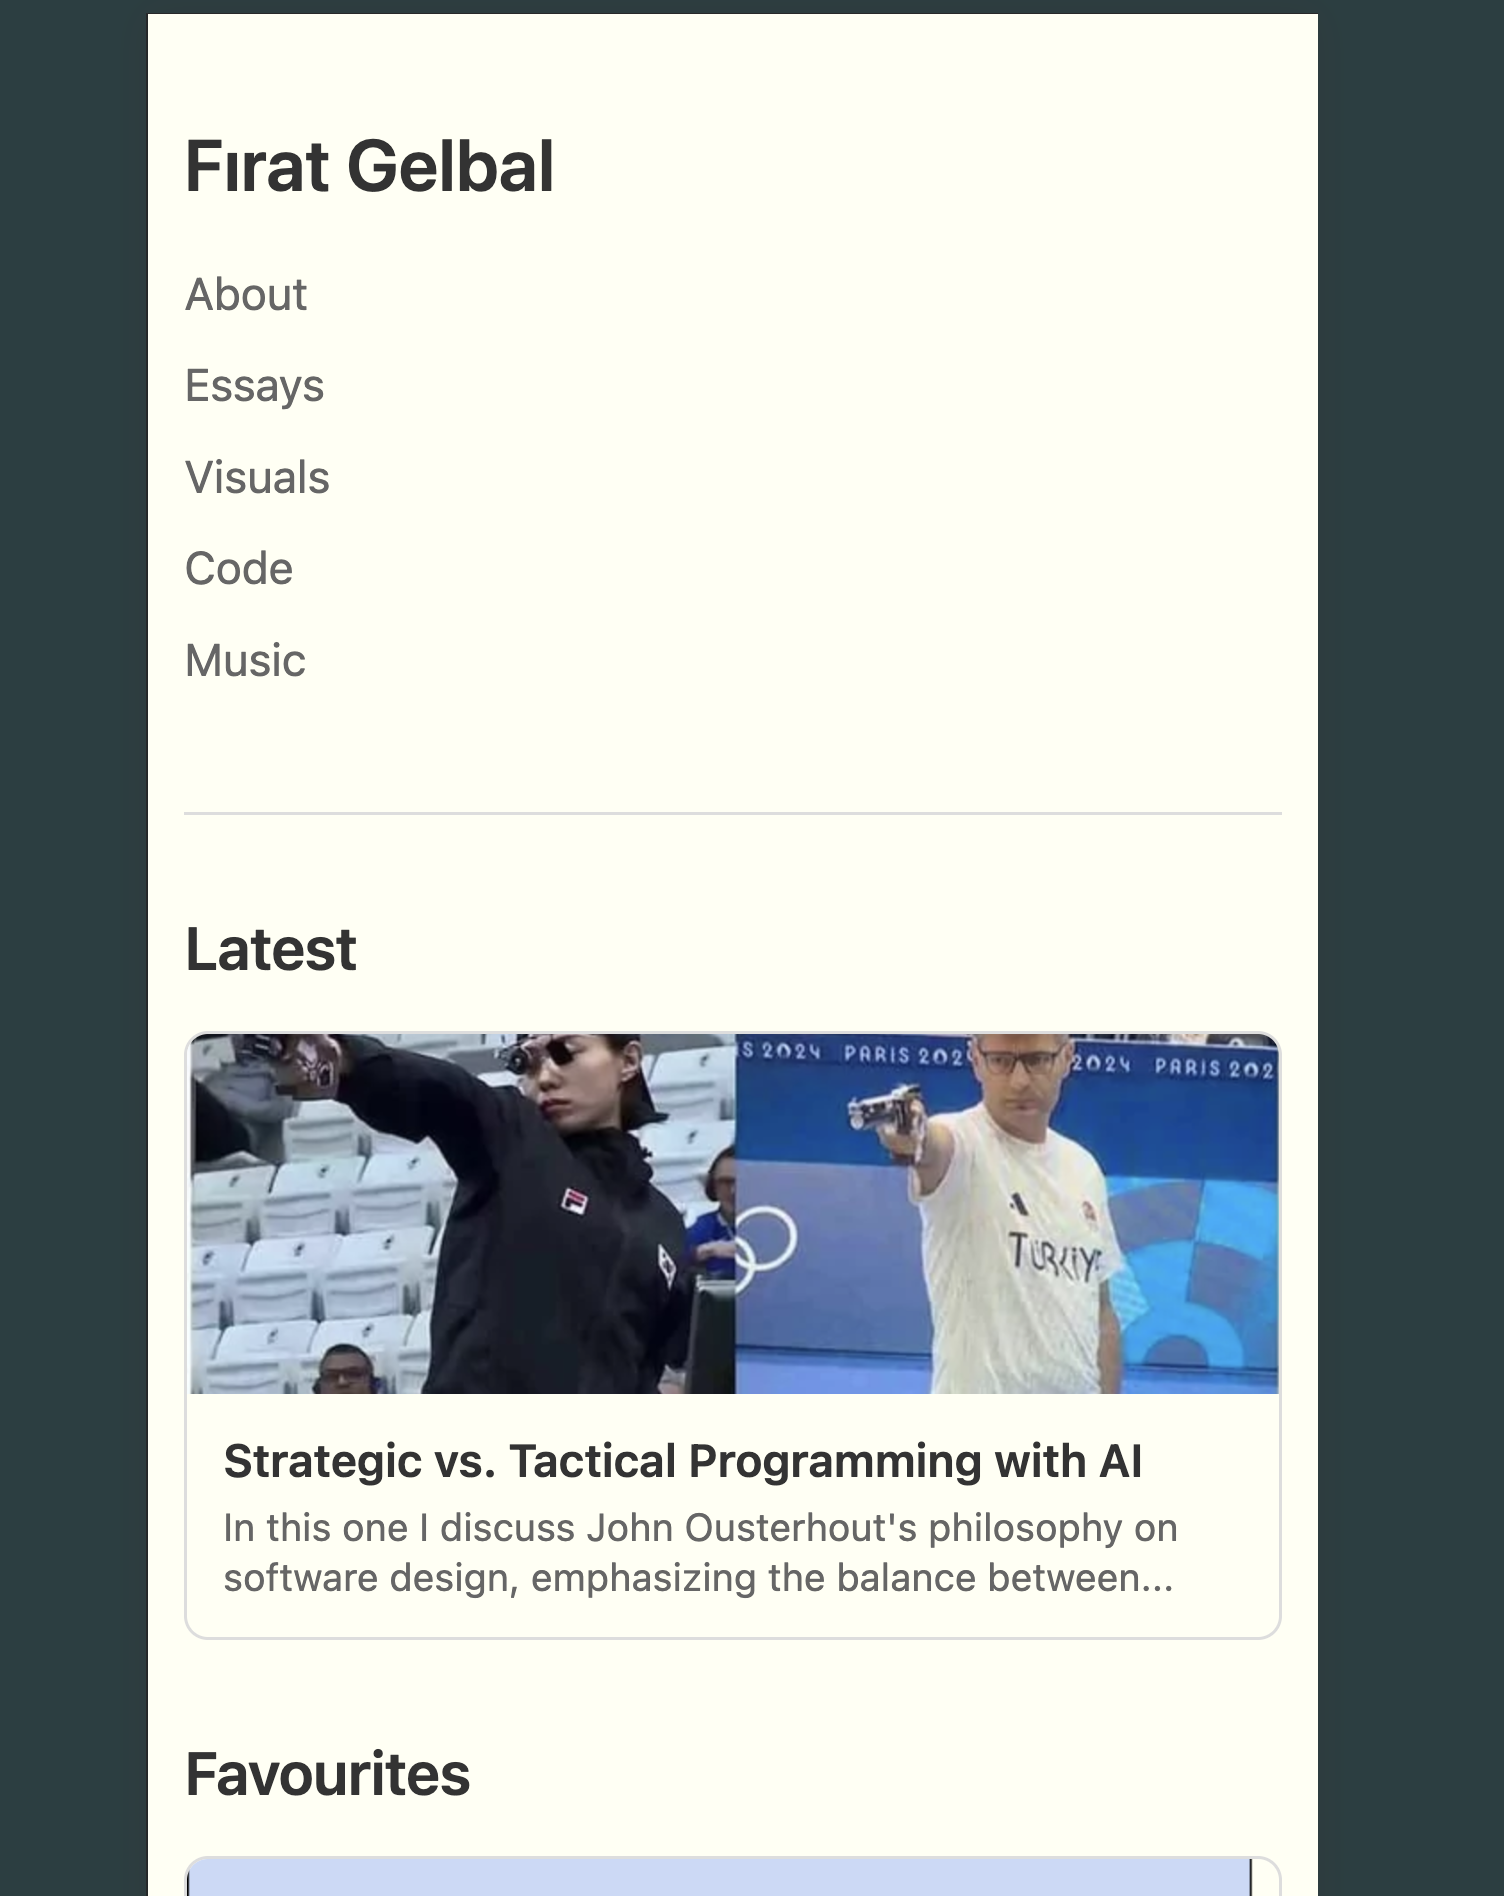 Fırat Gelbal
About
Essays
Visuals
Code
Music
Latest
S 2024 PARIS 202 2024 PARIS 202
TÜRKİYE
Strategic vs. Tactical Programming with AI
In this one I discuss John Ousterhout's philosophy on
software design, emphasizing the balance between...
Favourites